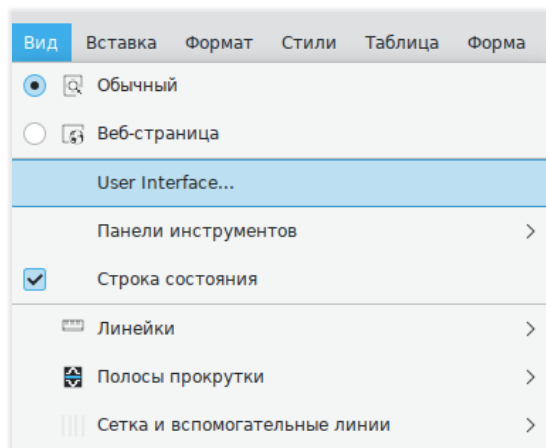 Вид Вставка Формат Стили Таблица Форма
Обычный
Веб-страница
User Interface...
Панели инструментов
Строка состояния
Линейки
Полосы прокрутки
Сетка и вспомогательные линии